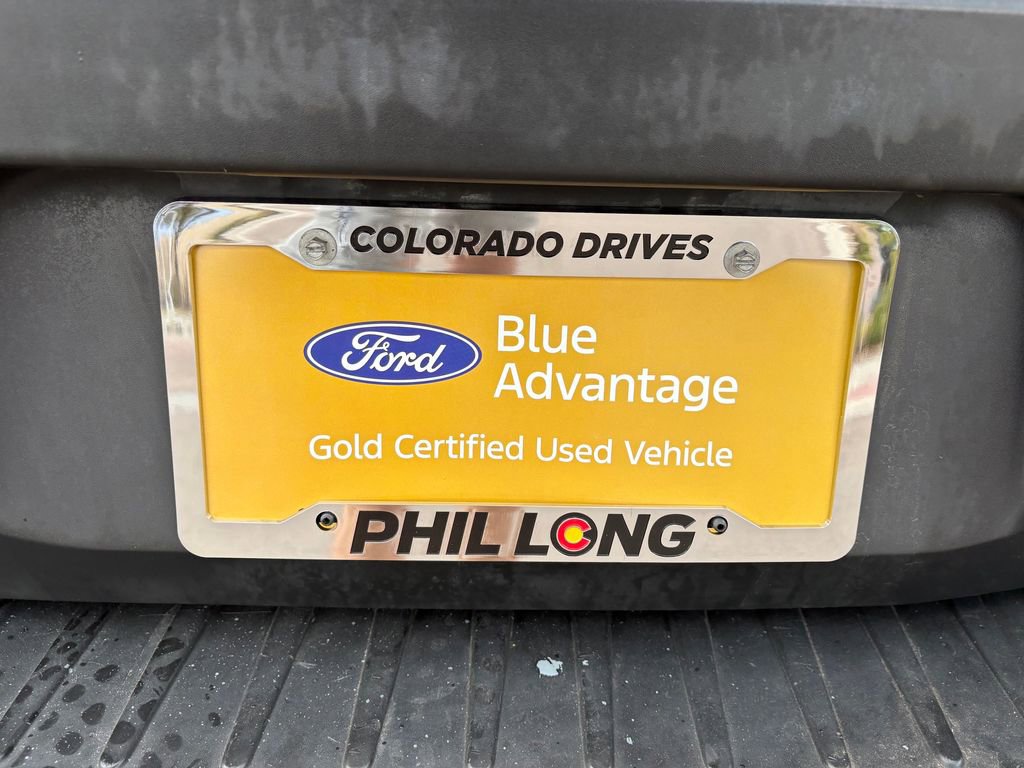 COLORADO DRIVES
Ford
Blue
Advantage
Gold Certified Used Vehicle
PHIL LONG